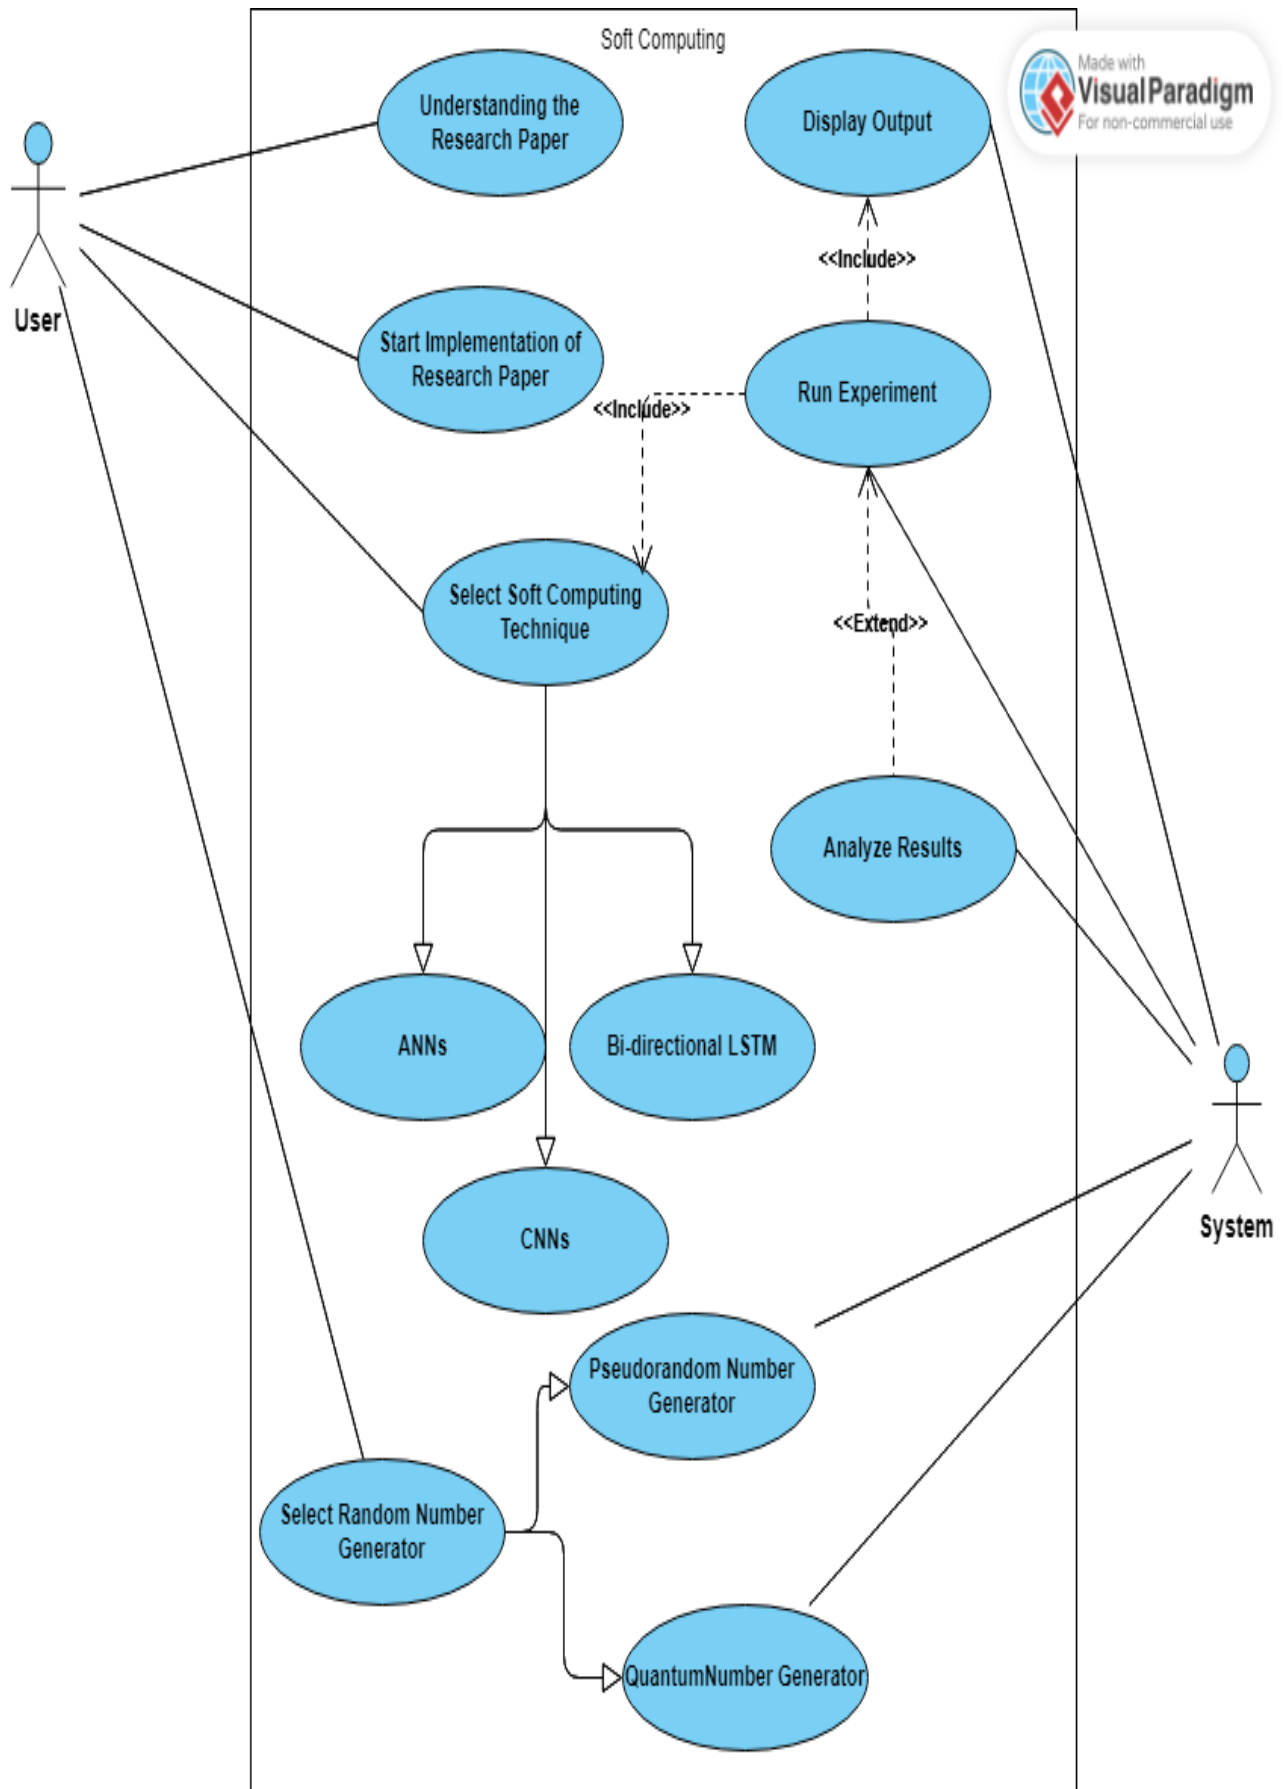 Soft Computing
Made with
Visual Paradigm
For non-commercial use
Understanding the
Research Paper
Display Output
<<Include>>
User
Start Implementation of
Research Paper
Run Experiment
<<Include>>
Select Soft Computing
Technique
<<Extend>>
Analyze Results
ANNs
Bi-directional LSTM
CNNs
System
Pseudorandom Number
Generator
Select Random Number
Generator
QuantumNumber Generator